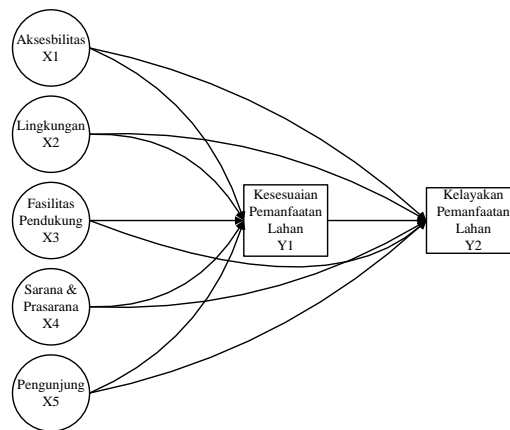 Aksesbilitas
X1
Lingkungan
X2
Fasilitas
Pendukung
X3
Sarana &
Prasarana
X4
Pengunjung
X5
Kesesuaian
Pemanfaatan
Lahan
Y1
Kelayakan
Pemanfaatan
Lahan
Y2